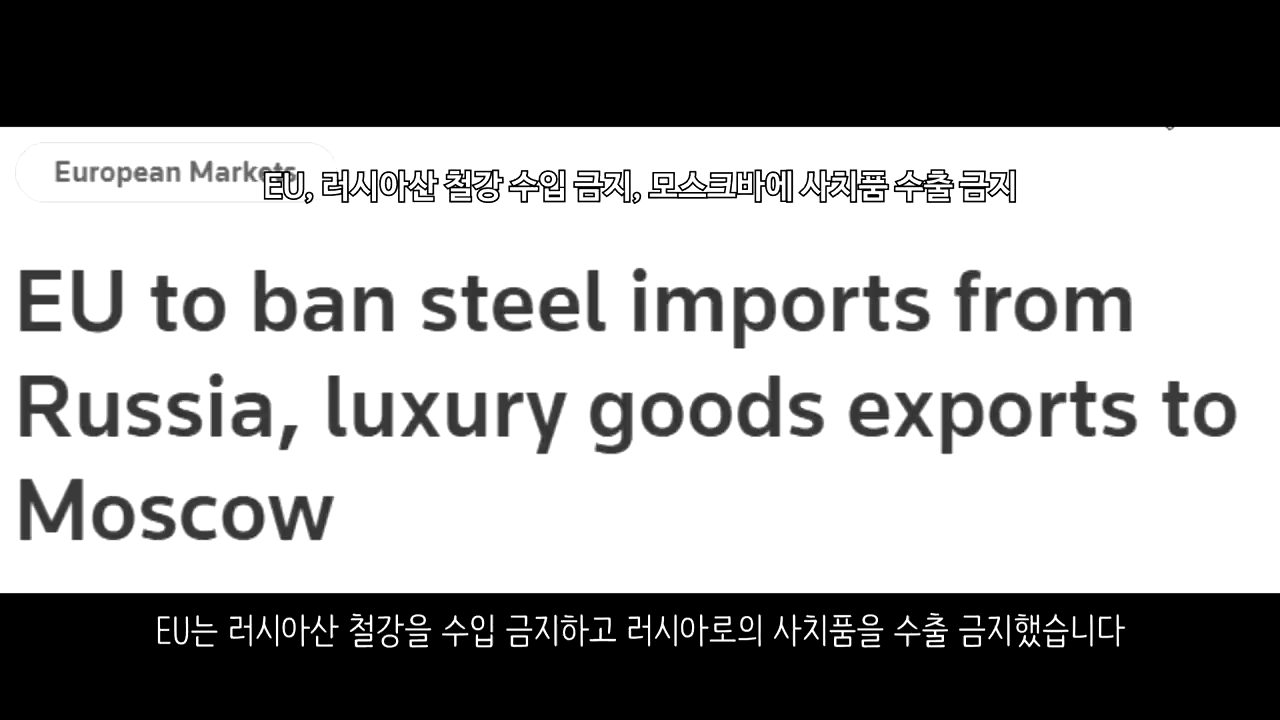 European Markets
EU, 러시아산 철강 수입 금지, 모스크바에 사치품 수출 금지
EU to ban steel imports from
Russia, luxury goods exports to
Moscow
EU는 러시아산 철강을 수입 금지하고 러시아로의 사치품을 수출 금지했습니다